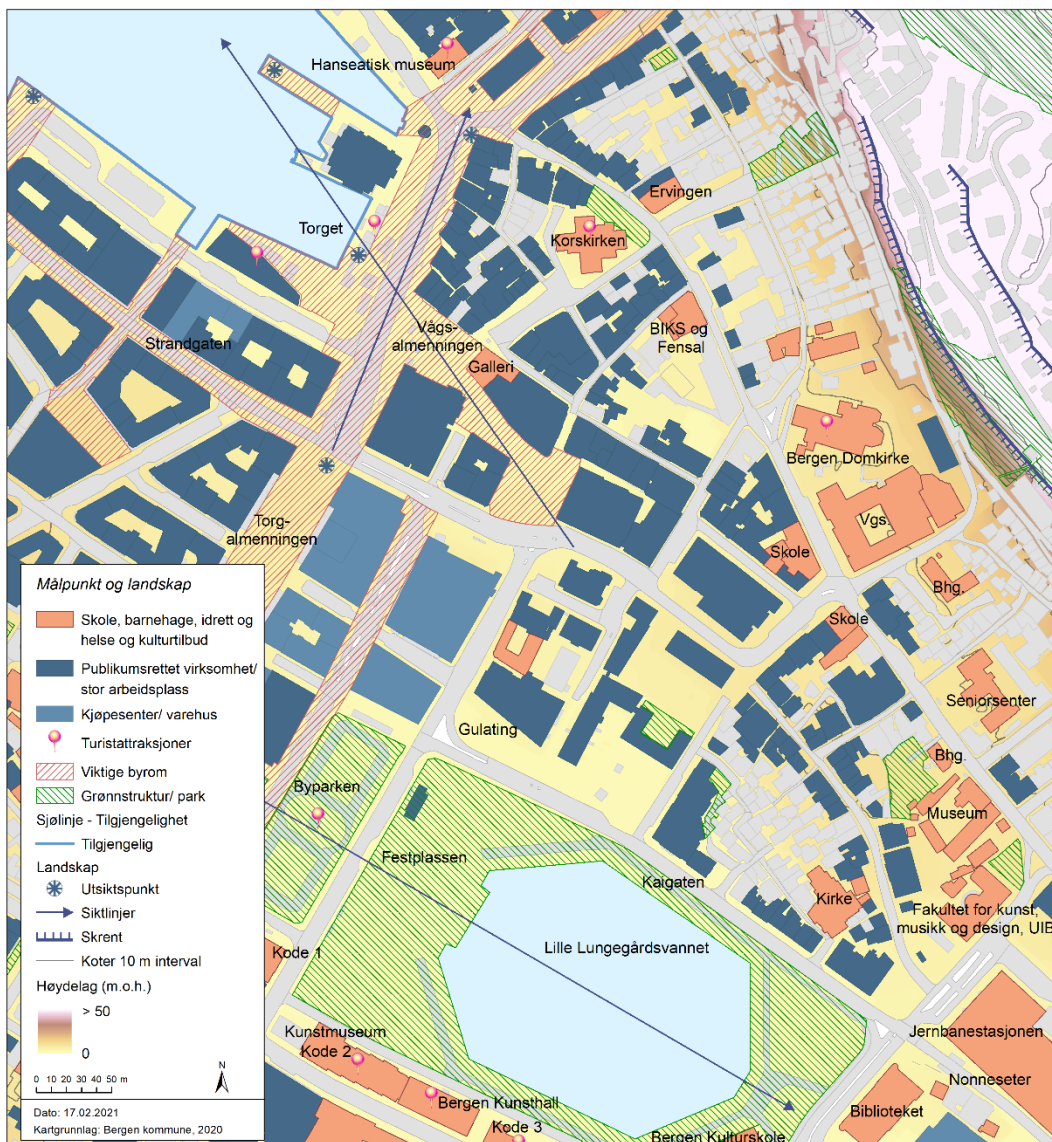 Hanseatisk museum
Ervingen
Torget
Korskirken
Vågs-
almenningen
BIKS og
Fensal
Strandgaten
Galleri
Bergen Domkirke
Torg-
almenningen
Vgs.
Skole
Bhg.
Skole
Seniorsenter
Gulating
Bhg.
Byparken
Museum
Festplassen
Kaigaten
Kirke
Fakultet for kunst,
musikk og design, UIB
Lille Lungegårdsvannet
Kode 1
Kunstmuseum
Kode 2
Jernbanestasjonen
Nonneseter
Bergen Kunsthall
Biblioteket
Kode 3
Bergen Kulturskole
Målpunkt og landskap
Skole, barnehage, idrett og
helse og kulturtilbud
Publikumsrettet virksomhet/
stor arbeidsplass
Kjøpesenter/ varehus
Turistattraksjoner
Viktige byrom
Grønnstruktur/ park
Sjølinje - Tilgjengelighet
Tilgjengelig
Landskap
Utsiktspunkt
Siktlinjer
Skrent
Koter 10 m interval
Høydelag (m.o.h.)
> 50
0
N
0 10 20 30 40 50 m
Dato: 17.02.2021
Kartgrunnlag: Bergen kommune, 2020